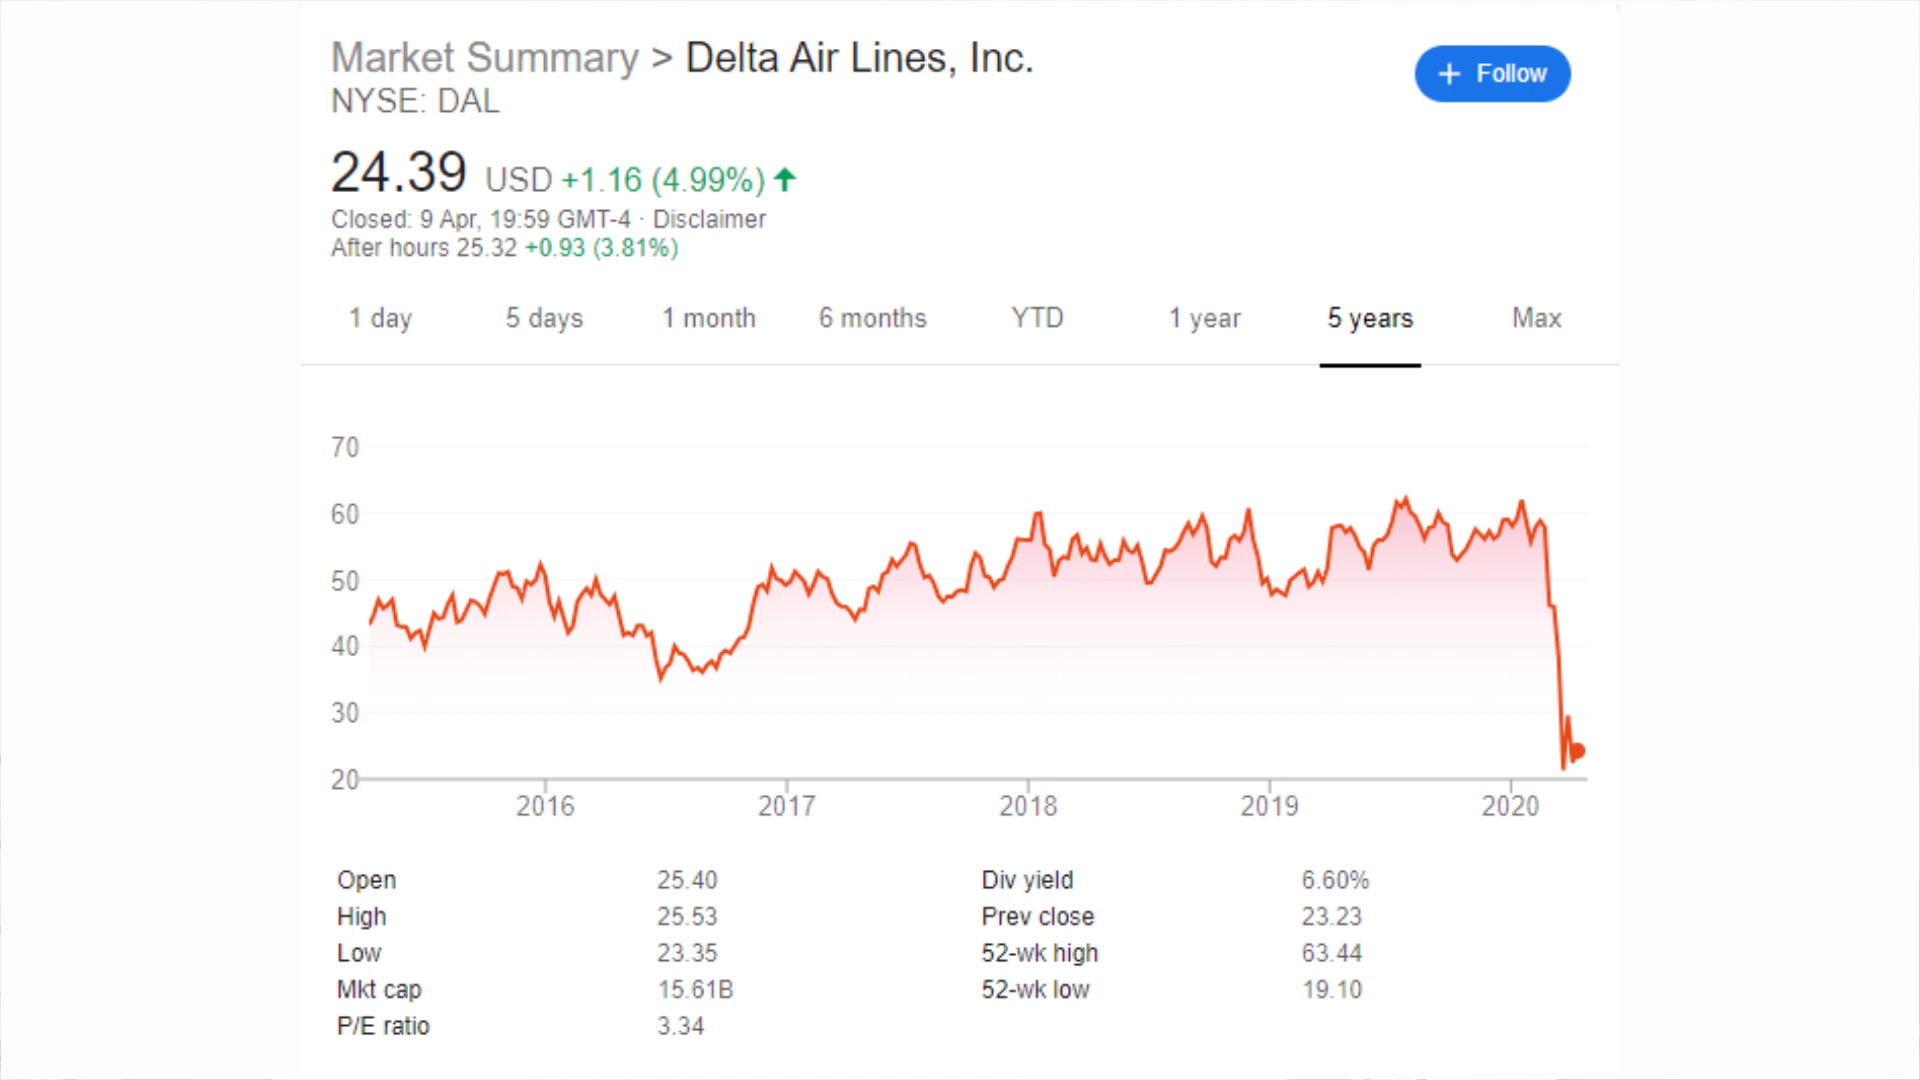 Market Summary > Delta Air Lines, Inc.
NYSE: DAL
+ Follow
24.39 USD +1.16 (4.99%)
Closed: 9 Apr, 19:59 GMT-4 · Disclaimer
After hours 25.32 +0.93 (3.81%)
1 day 5 days 1 month 6 months YTD 1 year 5 years Max
70
60
50
40
30
20
2016 2017 2018 2019 2020
Open 25.40 Div yield 6.60%
High 25.53 Prev close 23.23
Low 23.35 52-wk high 63.44
Mkt cap 15.61B 52-wk low 19.10
P/E ratio 3.34